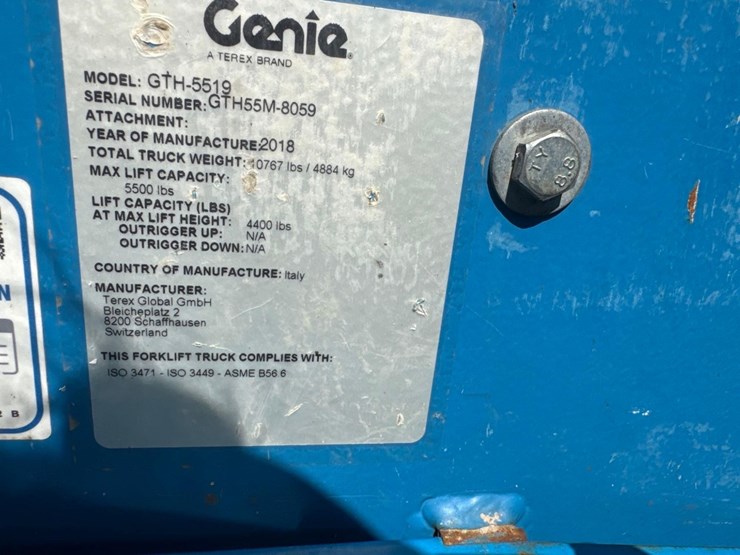 Genie
A TEREX BRAND
MODEL: GTH-5519
SERIAL NUMBER: GTH55M-8059
ATTACHMENT:
YEAR OF MANUFACTURE: 2018
TOTAL TRUCK WEIGHT: 10767 lbs / 4884 kg
MAX LIFT CAPACITY:
5500 lbs
LIFT CAPACITY (LBS)
AT MAX LIFT HEIGHT: 4400 lbs
OUTRIGGER UP: N/A
OUTRIGGER DOWN: N/A
COUNTRY OF MANUFACTURE: Italy
MANUFACTURER:
Terex Global GmbH
Bleicheplatz 2
8200 Schaffhausen
Switzerland
THIS FORKLIFT TRUCK COMPLIES WITH:
ISO 3471 - ISO 3449 - ASME B56 6
TY
8.8
N
B